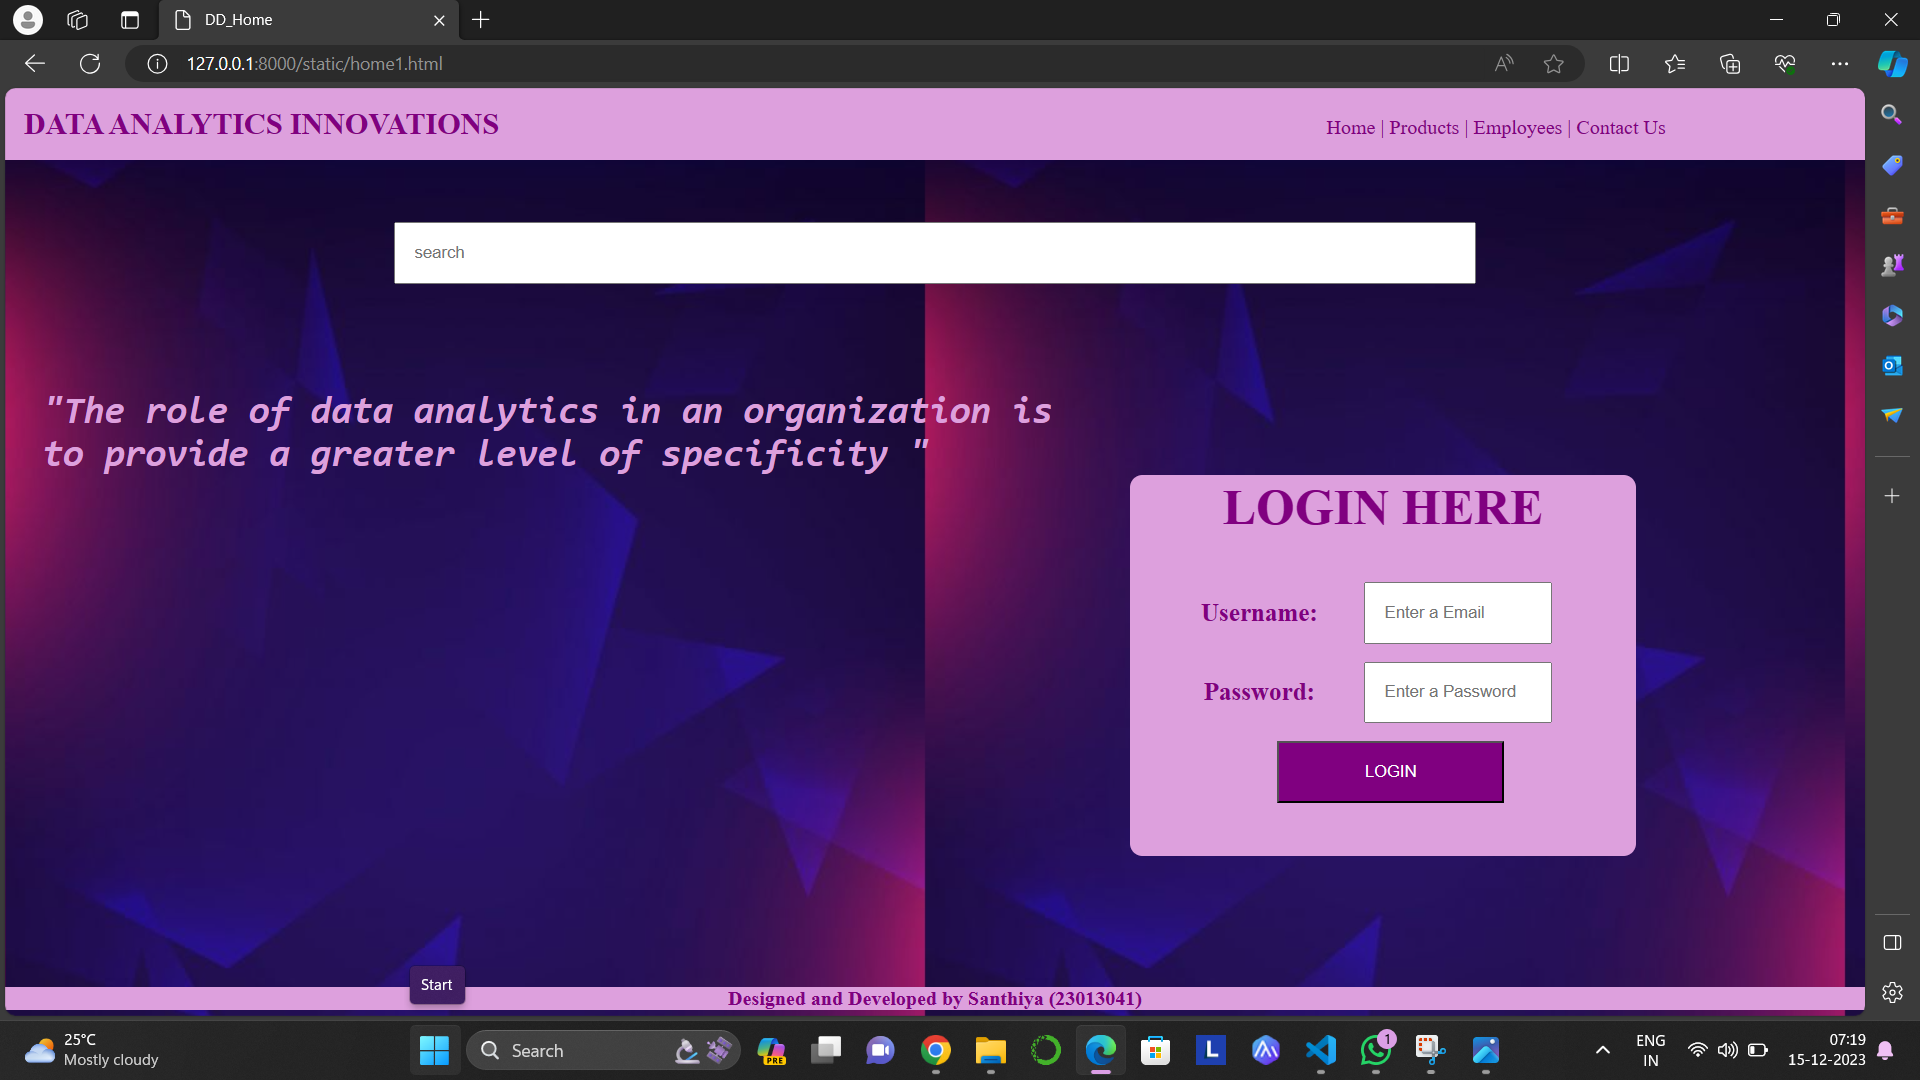 DD_Home
127.0.0.1:8000/static/home1.html
DATA ANALYTICS INNOVATIONS
Home | Products | Employees | Contact Us
search
"The role of data analytics in an organization is
to provide a greater level of specificity "
LOGIN HERE
Username:
Enter a Email
Password:
Enter a Password
LOGIN
Start
Designed and Developed by Santhiya (23013041)
25°C
Mostly cloudy
Search
PRE
L
1
ENG
IN
07:19
15-12-2023